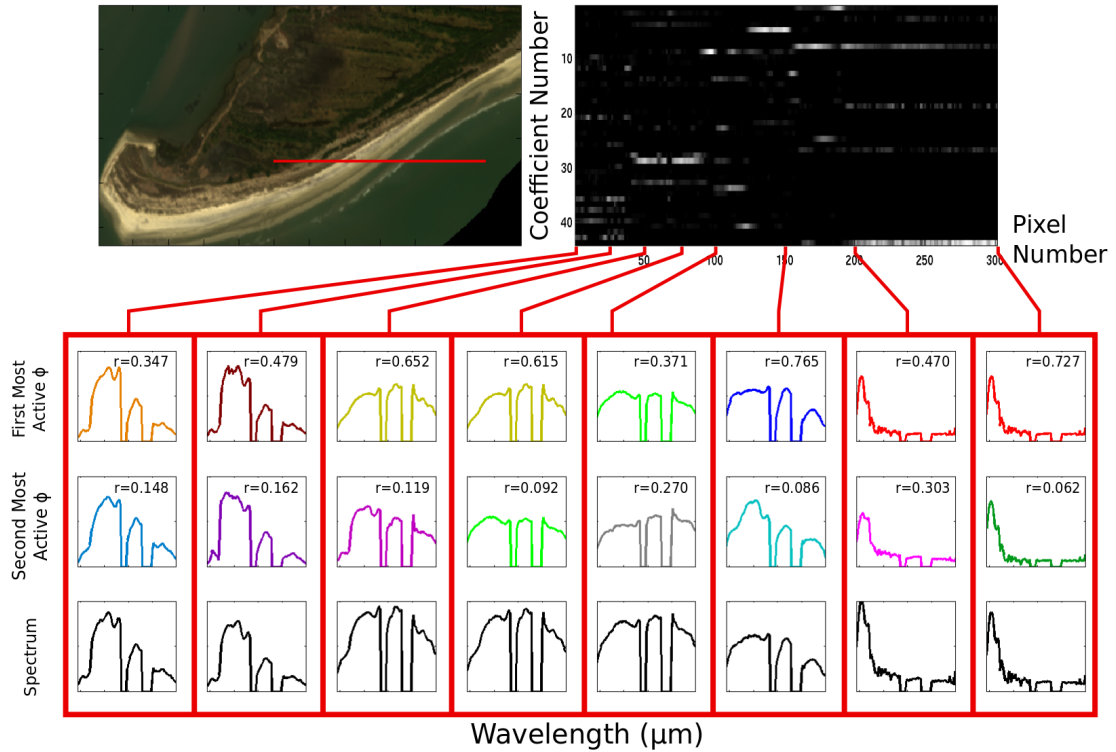 Coefficient Number
10
20
30
40
50
100
150
200
250
300
Pixel
Number
First Most
Active ϕ
r=0.347
r=0.479
r=0.652
r=0.615
r=0.371
r=0.765
r=0.470
r=0.727
Second Most
Active ϕ
r=0.148
r=0.162
r=0.119
r=0.092
r=0.270
r=0.086
r=0.303
r=0.062
Spectrum
Wavelength (µm)